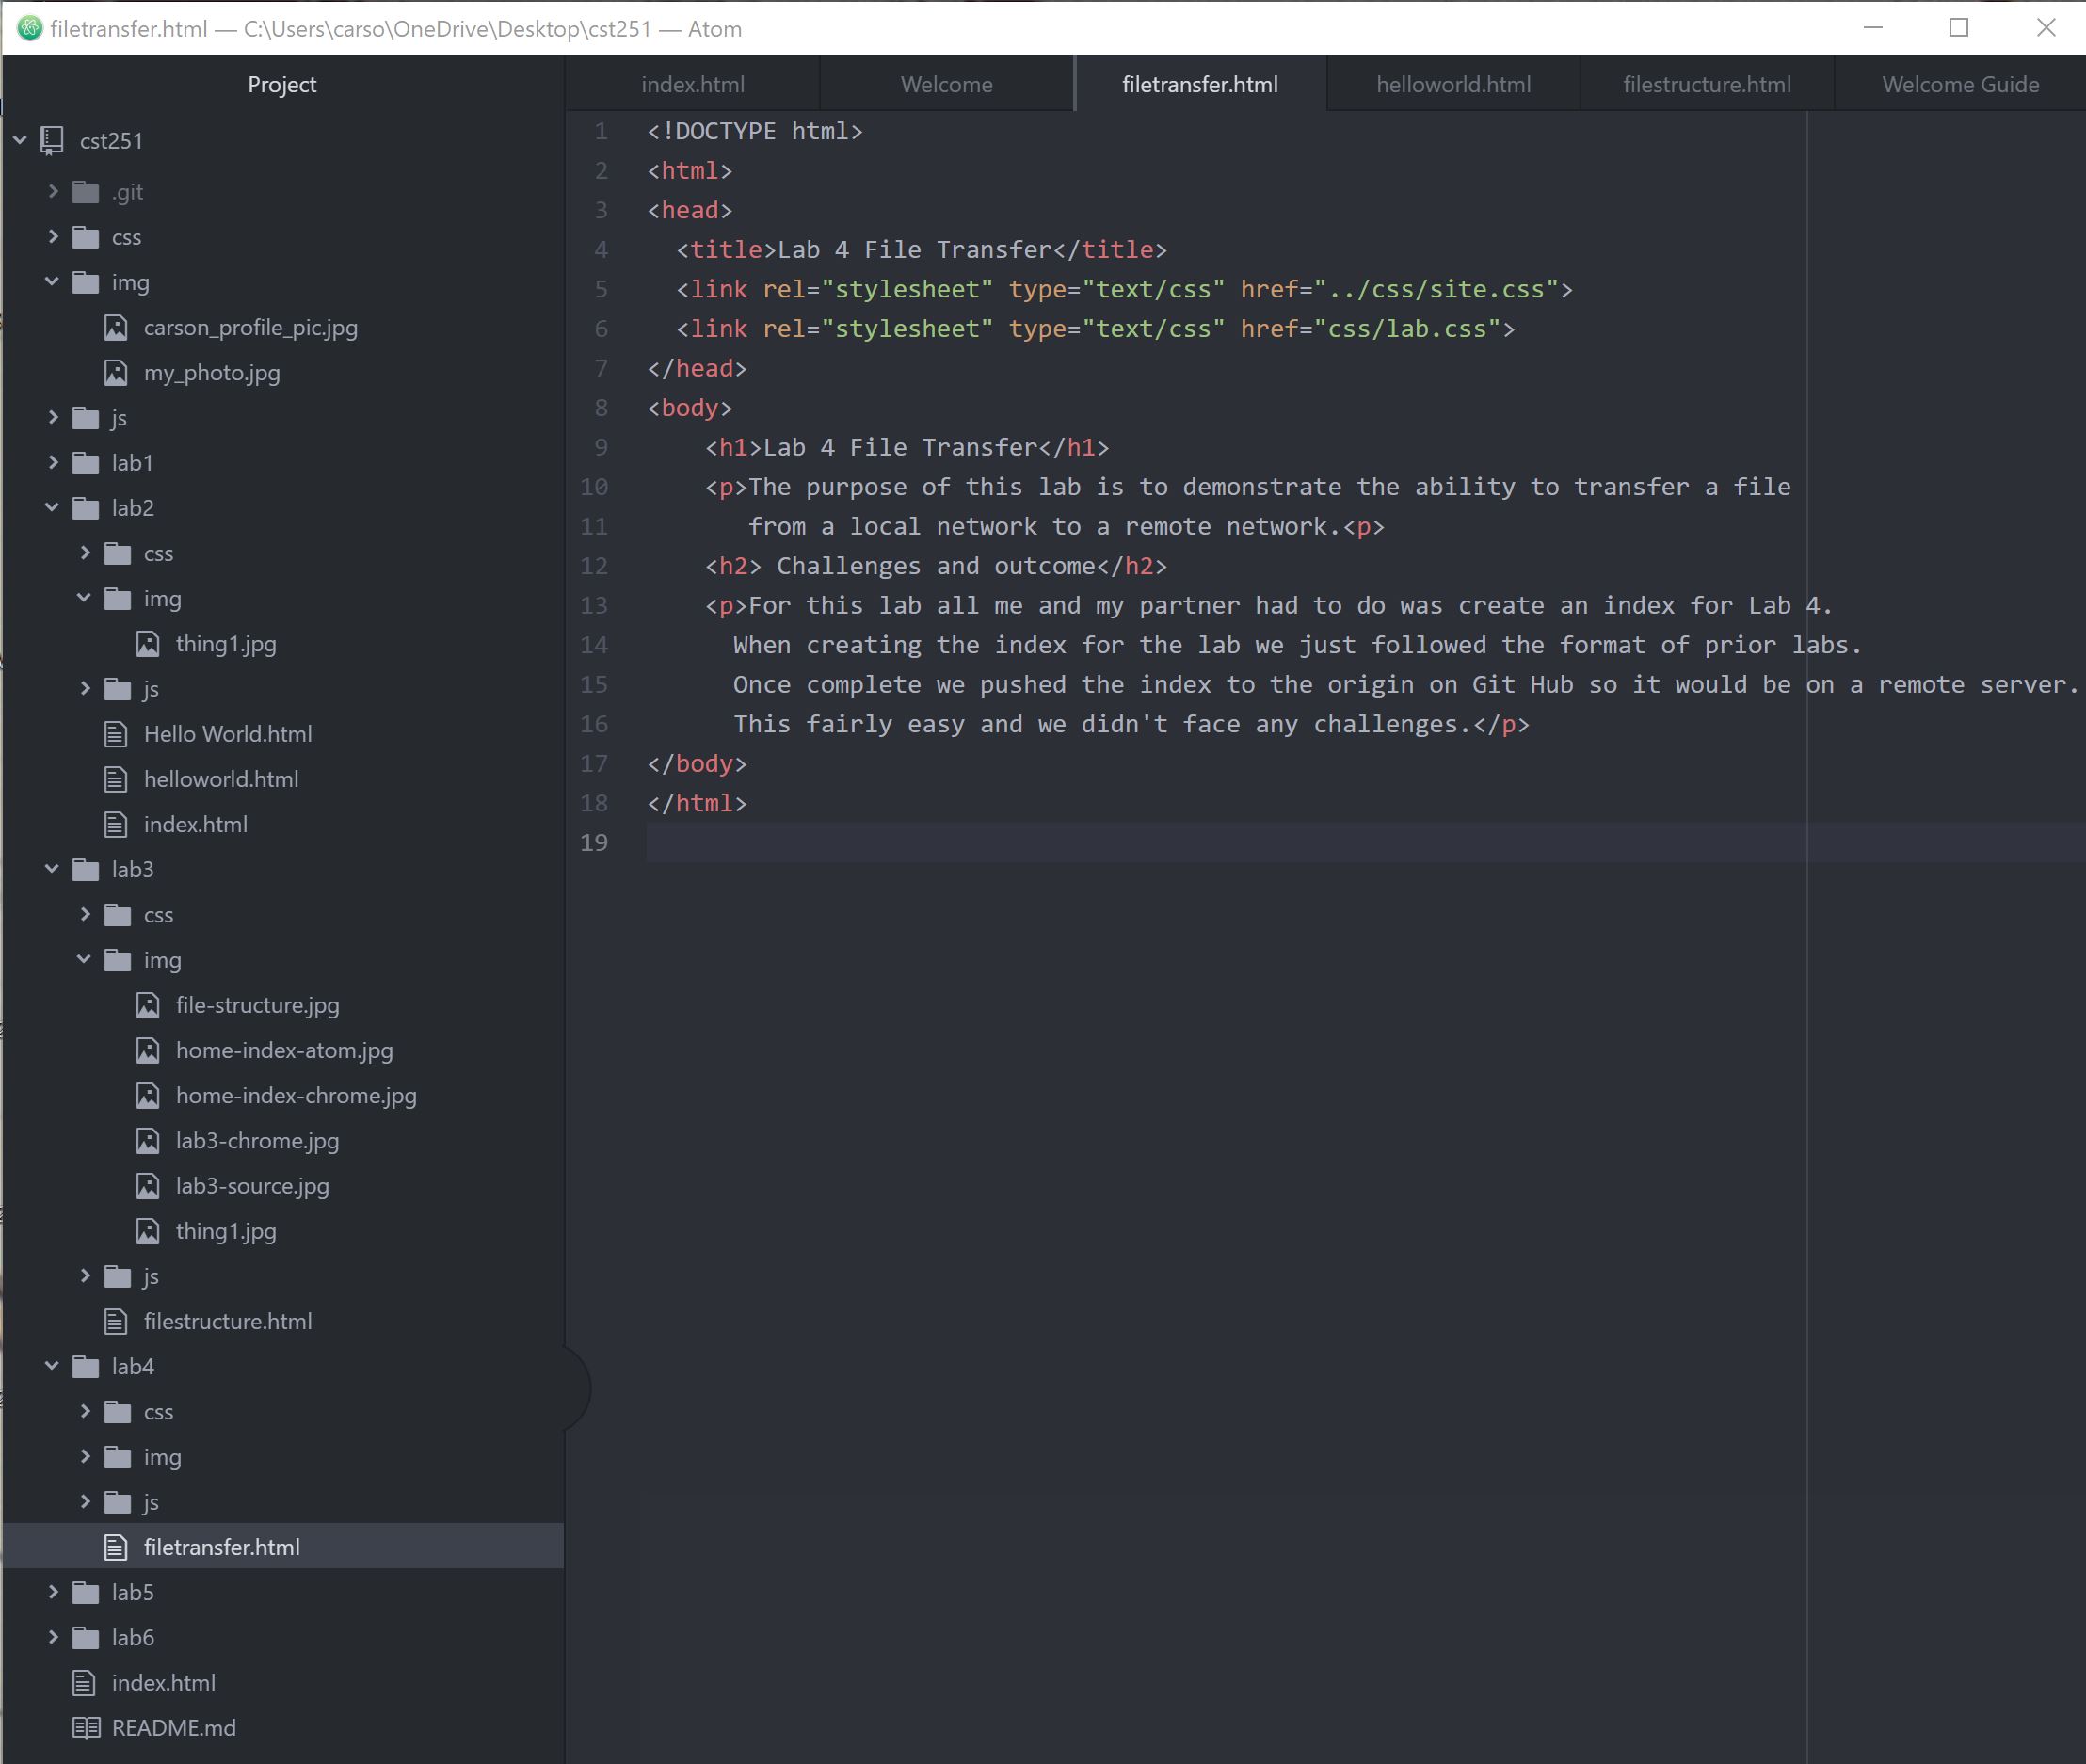 filetransfer.html — C:\Users\carso\OneDrive\Desktop\cst251 — Atom
Project
cst251
.git
css
img
carson_profile_pic.jpg
my_photo.jpg
js
lab1
lab2
css
img
thing1.jpg
js
Hello World.html
helloworld.html
index.html
lab3
css
img
file-structure.jpg
home-index-atom.jpg
home-index-chrome.jpg
lab3-chrome.jpg
lab3-source.jpg
thing1.jpg
js
filestructure.html
lab4
css
img
js
filetransfer.html
lab5
lab6
index.html
README.md
index.html Welcome filetransfer.html helloworld.html filestructure.html Welcome Guide
1 <!DOCTYPE html>
2 <html>
3 <head>
4 <title>Lab 4 File Transfer</title>
5 <link rel="stylesheet" type="text/css" href="../css/site.css">
6 <link rel="stylesheet" type="text/css" href="css/lab.css">
7 </head>
8 <body>
9 <h1>Lab 4 File Transfer</h1>
10 <p>The purpose of this lab is to demonstrate the ability to transfer a file
11 from a local network to a remote network.<p>
12 <h2> Challenges and outcome</h2>
13 <p>For this lab all me and my partner had to do was create an index for Lab 4.
14 When creating the index for the lab we just followed the format of prior labs.
15 Once complete we pushed the index to the origin on Git Hub so it would be on a remote server.
16 This fairly easy and we didn't face any challenges.</p>
17 </body>
18 </html>
19